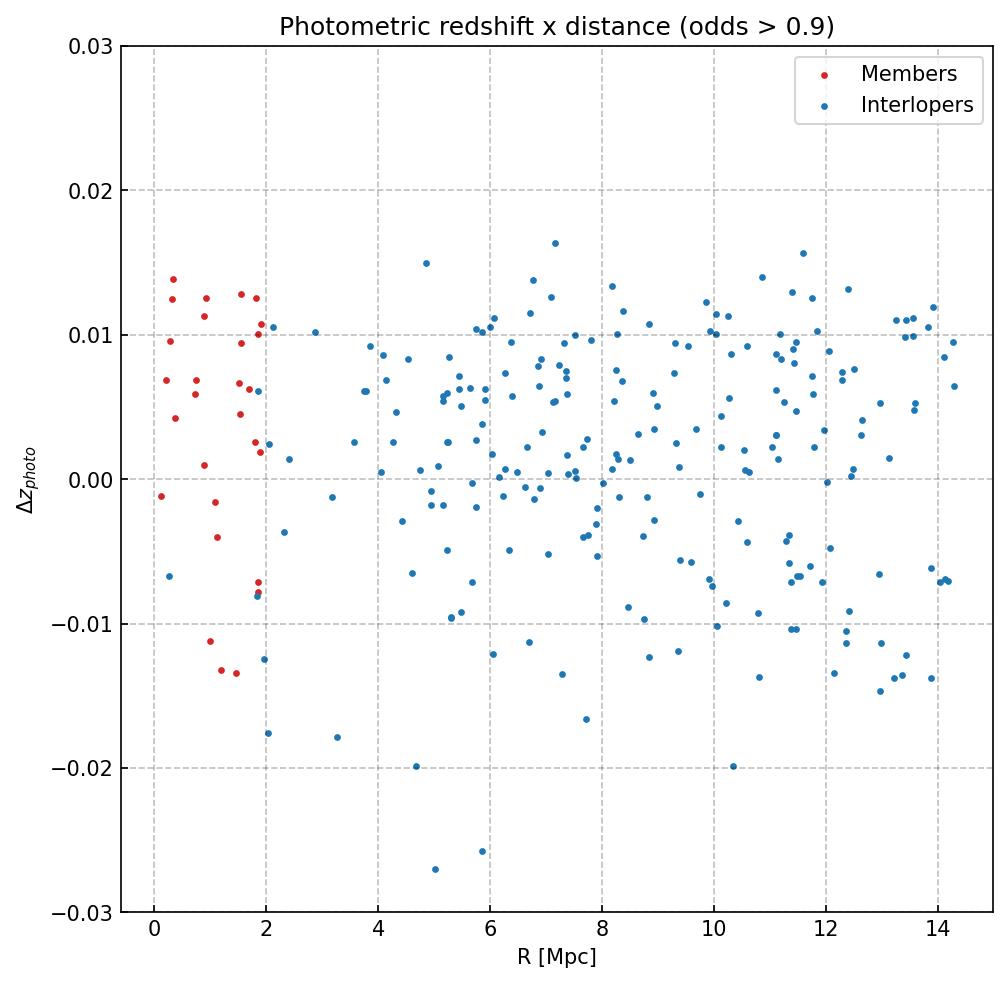 Photometric redshift x distance (odds > 0.9)
Members
Interlopers
0.03
0.02
0.01
0.00
−0.01
−0.02
−0.03
Δz_photo
0 2 4 6 8 10 12 14
R [Mpc]